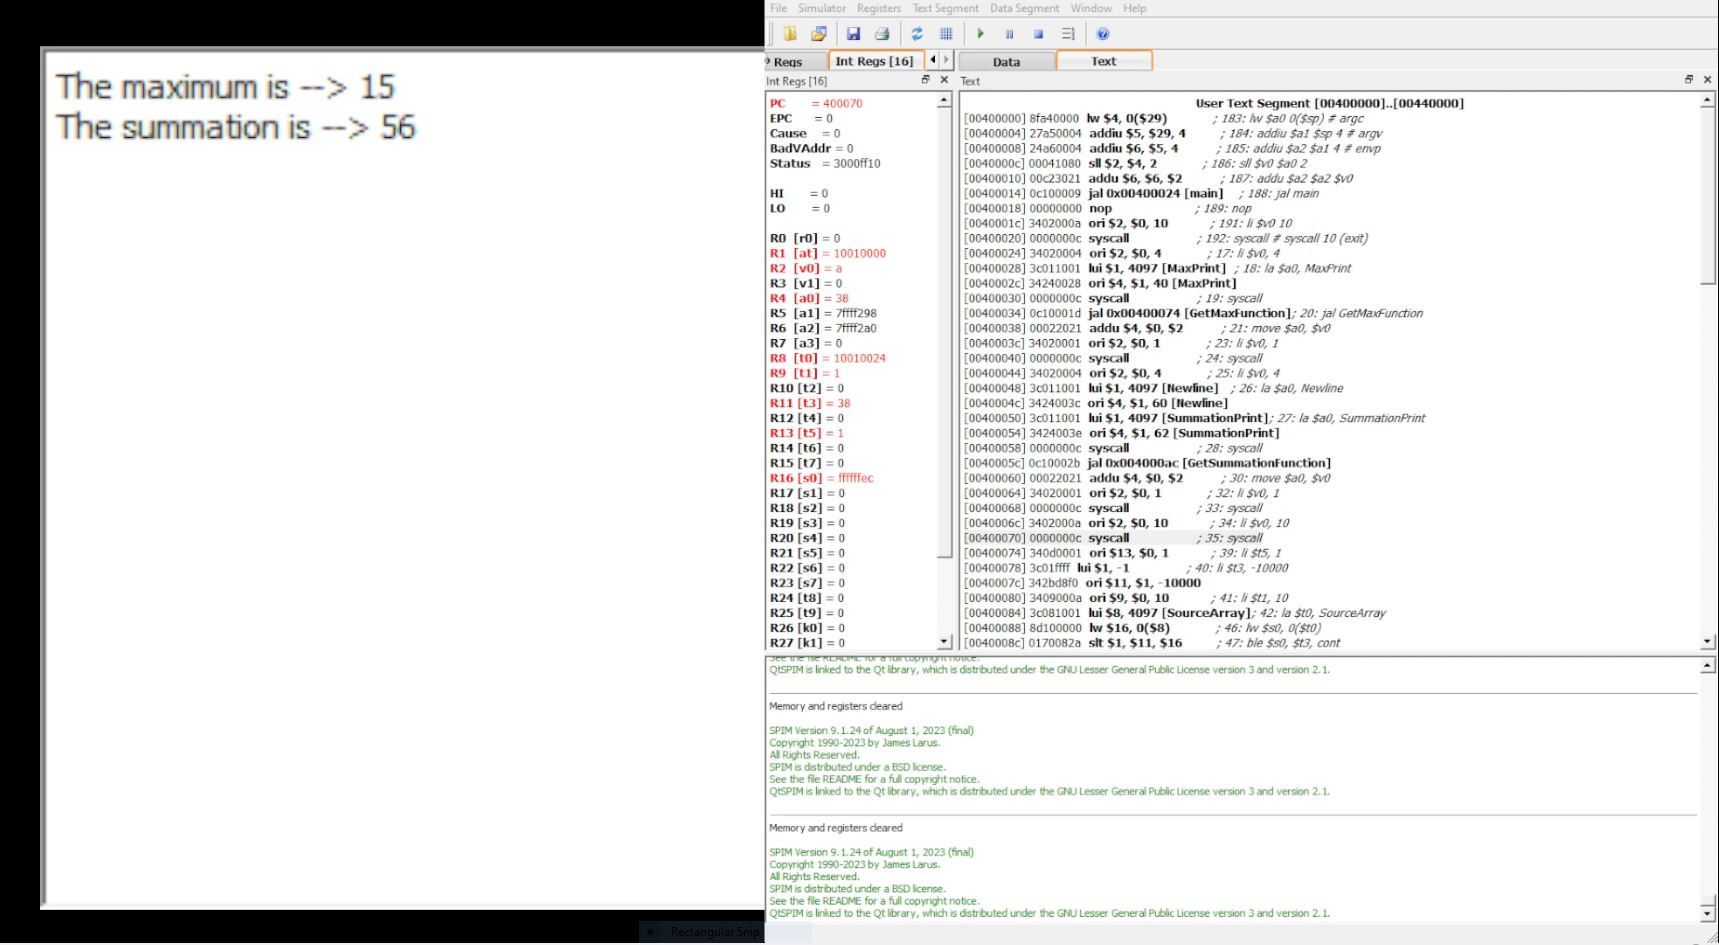 The maximum is --> 15
The summation is --> 56
File Simulator Registers Text Segment Data Segment Window Help
Regs Int Regs [16] Data Text
Int Regs [16]
PC = 400070
EPC = 0
Cause = 0
BadVAddr = 0
Status = 3000ff10
HI = 0
LO = 0
R0 [r0] = 0
R1 [at] = 10010000
R2 [v0] = a
R3 [v1] = 0
R4 [a0] = 38
R5 [a1] = 7ffff298
R6 [a2] = 7ffff2a0
R7 [a3] = 0
R8 [t0] = 10010024
R9 [t1] = 1
R10 [t2] = 0
R11 [t3] = 38
R12 [t4] = 0
R13 [t5] = 1
R14 [t6] = 0
R15 [t7] = 0
R16 [s0] = ffffffec
R17 [s1] = 0
R18 [s2] = 0
R19 [s3] = 0
R20 [s4] = 0
R21 [s5] = 0
R22 [s6] = 0
R23 [s7] = 0
R24 [t8] = 0
R25 [t9] = 0
R26 [k0] = 0
R27 [k1] = 0
Text
User Text Segment [00400000]..[00440000]
[00400000] 8fa40000 lw $4, 0($29) ; 183: lw $a0 0($sp) # argc
[00400004] 27a50004 addiu $5, $29, 4 ; 184: addiu $a1 $sp 4 # argv
[00400008] 24a60004 addiu $6, $5, 4 ; 185: addiu $a2 $a1 4 # envp
[0040000c] 00041080 sll $2, $4, 2 ; 186: sll $v0 $a0 2
[00400010] 00c23021 addu $6, $6, $2 ; 187: addu $a2 $a2 $v0
[00400014] 0c100009 jal 0x00400024 [main] ; 188: jal main
[00400018] 00000000 nop ; 189: nop
[0040001c] 3402000a ori $2, $0, 10 ; 191: li $v0 10
[00400020] 0000000c syscall ; 192: syscall # syscall 10 (exit)
[00400024] 34020004 ori $2, $0, 4 ; 17: li $v0, 4
[00400028] 3c011001 lui $1, 4097 [MaxPrint] ; 18: la $a0, MaxPrint
[0040002c] 34240028 ori $4, $1, 40 [MaxPrint]
[00400030] 0000000c syscall ; 19: syscall
[00400034] 0c10001d jal 0x00400074 [GetMaxFunction]; 20: jal GetMaxFunction
[00400038] 00022021 addu $4, $0, $2 ; 21: move $a0, $v0
[0040003c] 34020001 ori $2, $0, 1 ; 23: li $v0, 1
[00400040] 0000000c syscall ; 24: syscall
[00400044] 34020004 ori $2, $0, 4 ; 25: li $v0, 4
[00400048] 3c011001 lui $1, 4097 [Newline] ; 26: la $a0, Newline
[0040004c] 3424003c ori $4, $1, 60 [Newline]
[00400050] 3c011001 lui $1, 4097 [SummationPrint]; 27: la $a0, SummationPrint
[00400054] 3424003e ori $4, $1, 62 [SummationPrint]
[00400058] 0000000c syscall ; 28: syscall
[0040005c] 0c10002b jal 0x004000ac [GetSummationFunction]
[00400060] 00022021 addu $4, $0, $2 ; 30: move $a0, $v0
[00400064] 34020001 ori $2, $0, 1 ; 32: li $v0, 1
[00400068] 0000000c syscall ; 33: syscall
[0040006c] 3402000a ori $2, $0, 10 ; 34: li $v0, 10
[00400070] 0000000c syscall ; 35: syscall
[00400074] 340d0001 ori $13, $0, 1 ; 39: li $t5, 1
[00400078] 3c01ffff lui $1, -1 ; 40: li $t3, -10000
[0040007c] 342bd8f0 ori $11, $1, -10000
[00400080] 3409000a ori $9, $0, 10 ; 41: li $t1, 10
[00400084] 3c081001 lui $8, 4097 [SourceArray]; 42: la $t0, SourceArray
[00400088] 8d100000 lw $16, 0($8) ; 46: lw $s0, 0($t0)
[0040008c] 0170082a slt $1, $11, $16 ; 47: ble $s0, $t3, cont
See the file README for a full copyright notice.
QtSPIM is linked to the Qt library, which is distributed under the GNU Lesser General Public License version 3 and version 2.1.
Memory and registers cleared
SPIM Version 9.1.24 of August 1, 2023 (final)
Copyright 1990-2023 by James Larus.
All Rights Reserved.
SPIM is distributed under a BSD license.
See the file README for a full copyright notice.
QtSPIM is linked to the Qt library, which is distributed under the GNU Lesser General Public License version 3 and version 2.1.
Memory and registers cleared
SPIM Version 9.1.24 of August 1, 2023 (final)
Copyright 1990-2023 by James Larus.
All Rights Reserved.
SPIM is distributed under a BSD license.
See the file README for a full copyright notice.
QtSPIM is linked to the Qt library, which is distributed under the GNU Lesser General Public License version 3 and version 2.1.
Rectangular Snip